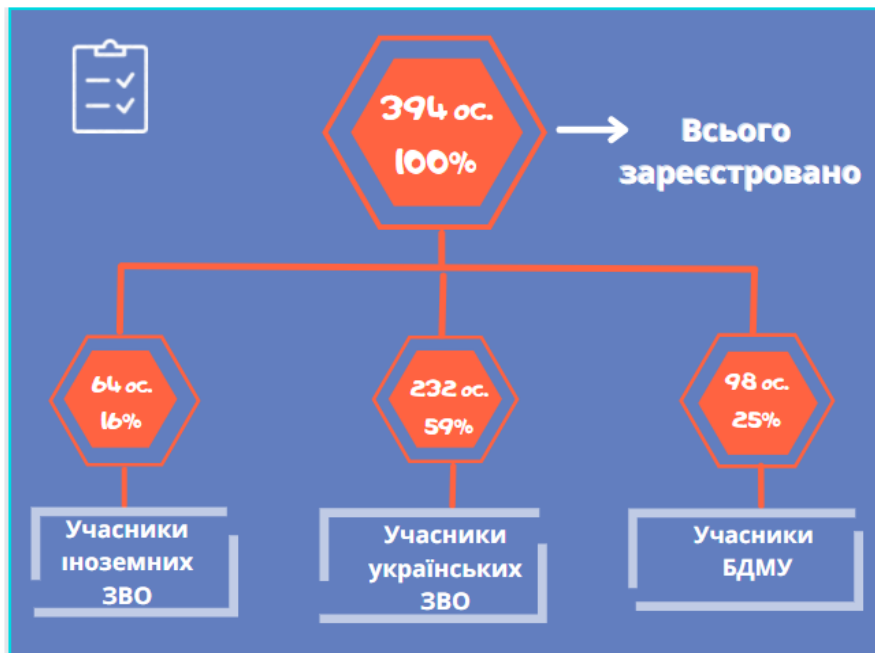 394 ос.
100%
Всього
зареєстровано
64 ос.
16%
232 ос.
59%
98 ос.
25%
Учасники
іноземних
ЗВО
Учасники
українських
ЗВО
Учасники
БДМУ